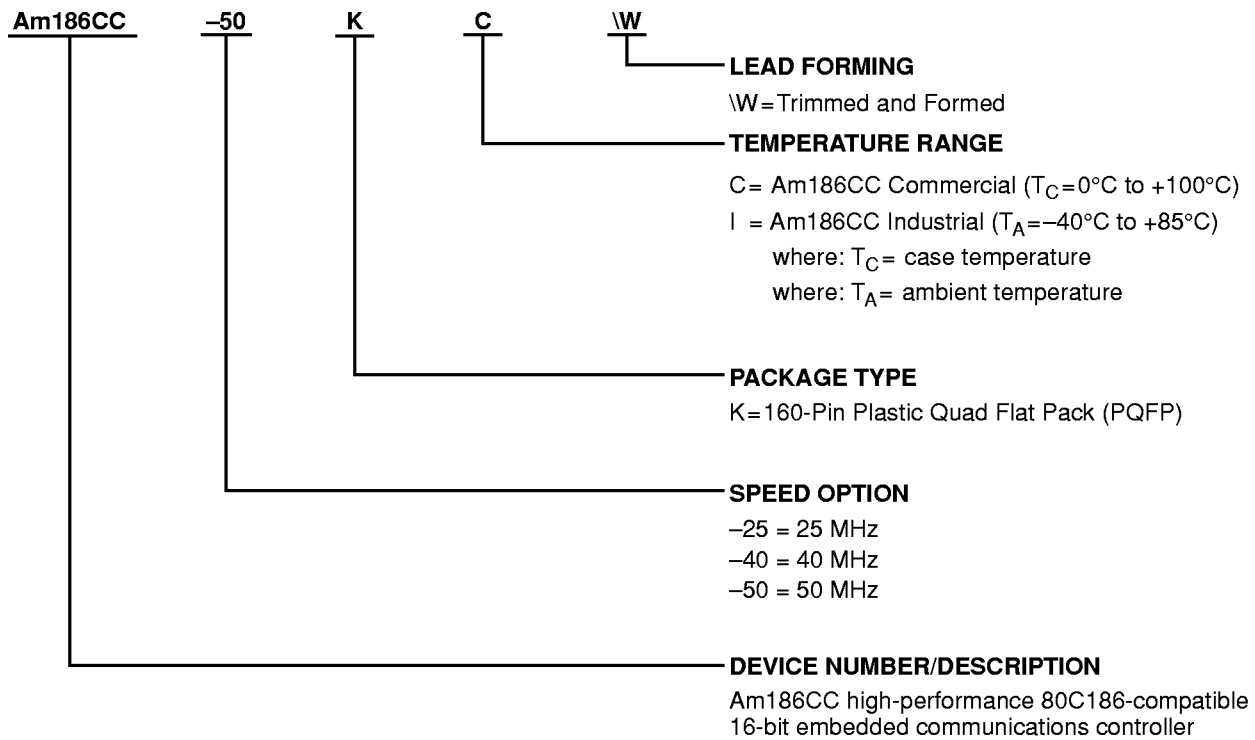 Am186CC –50 K C \W
LEAD FORMING
\W=Trimmed and Formed
TEMPERATURE RANGE
C= Am186CC Commercial (TC=0°C to +100°C)
I = Am186CC Industrial (TA=–40°C to +85°C)
where: TC= case temperature
where: TA= ambient temperature
PACKAGE TYPE
K=160-Pin Plastic Quad Flat Pack (PQFP)
SPEED OPTION
–25 = 25 MHz
–40 = 40 MHz
–50 = 50 MHz
DEVICE NUMBER/DESCRIPTION
Am186CC high-performance 80C186-compatible
16-bit embedded communications controller